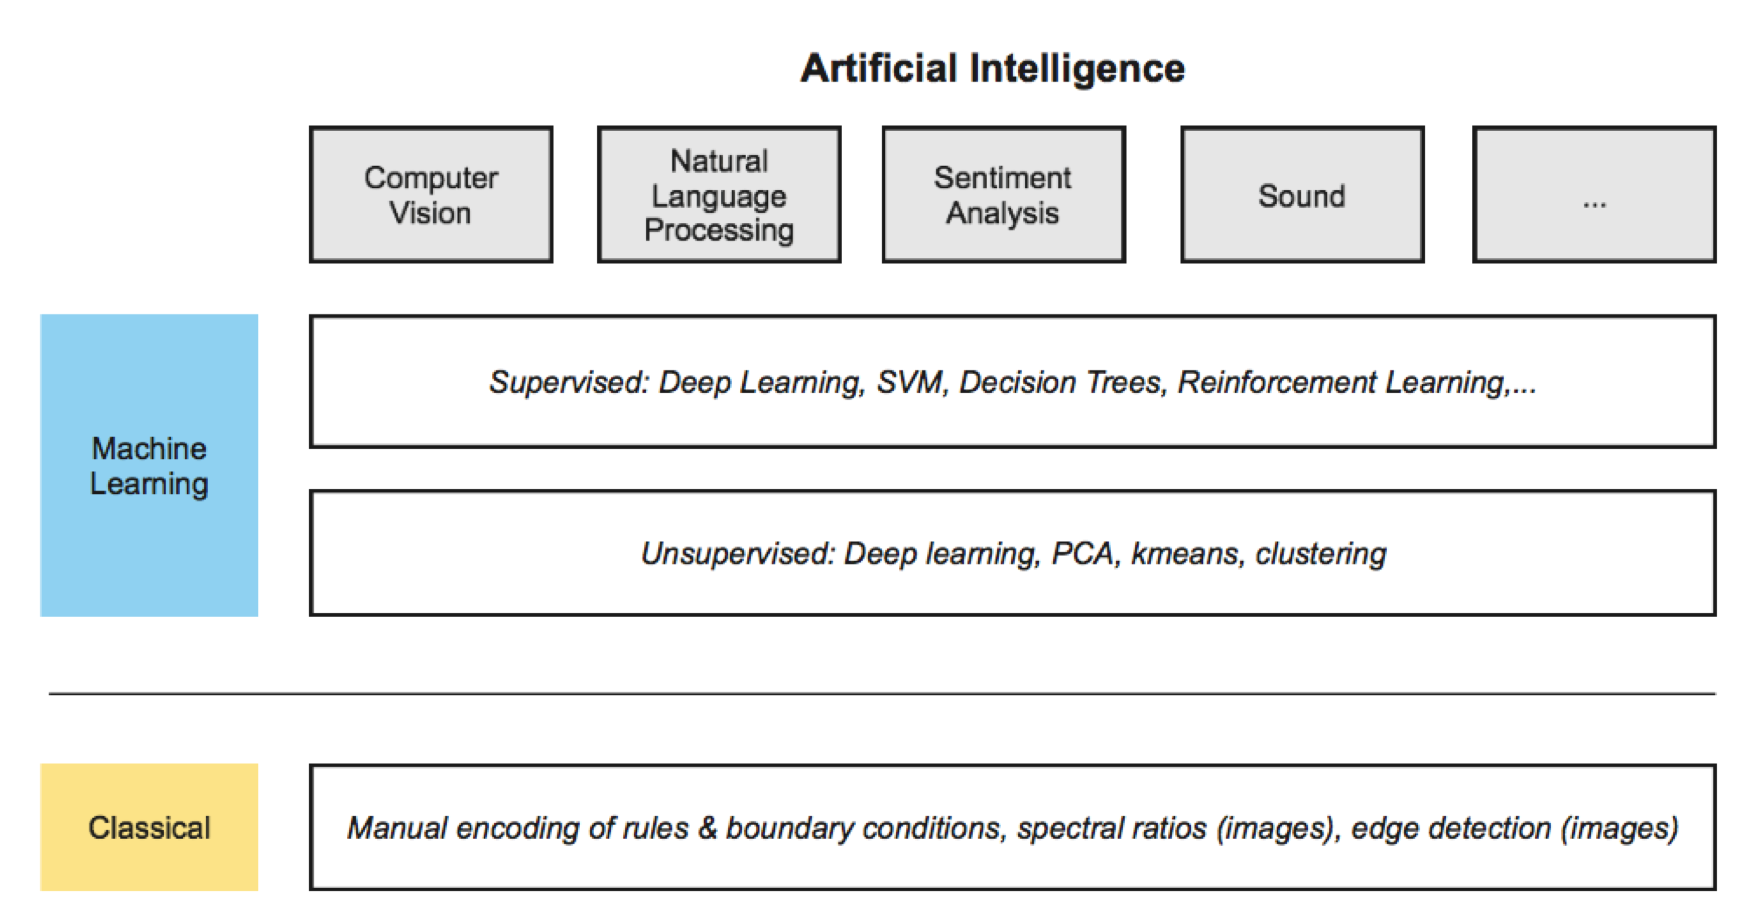 Artificial Intelligence
Computer
Vision
Natural
Language
Processing
Sentiment
Analysis
Sound
...
Machine
Learning
Supervised: Deep Learning, SVM, Decision Trees, Reinforcement Learning,...
Unsupervised: Deep learning, PCA, kmeans, clustering
Classical
Manual encoding of rules & boundary conditions, spectral ratios (images), edge detection (images)